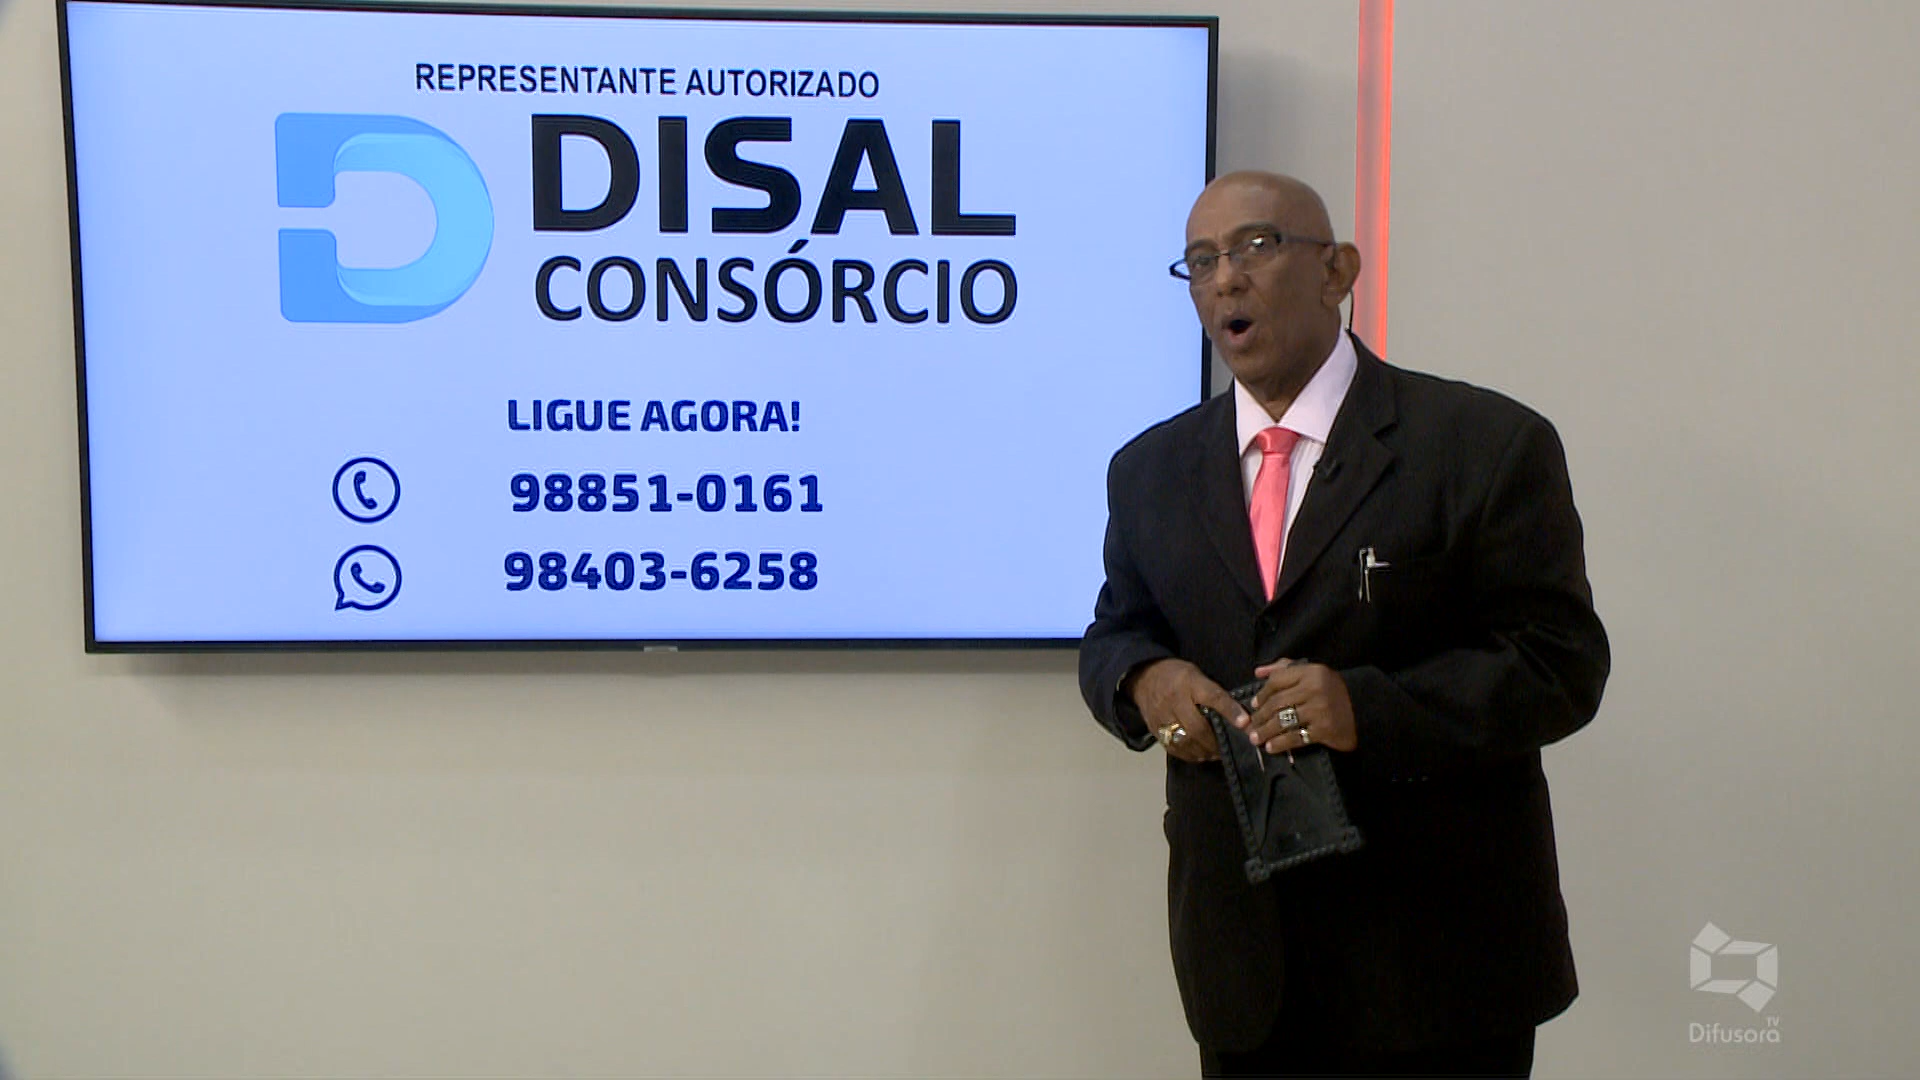 REPRESENTANTE AUTORIZADO
DISAL
CONSÓRCIO
LIGUE AGORA!
98851-0161
98403-6258
TV
Difusora